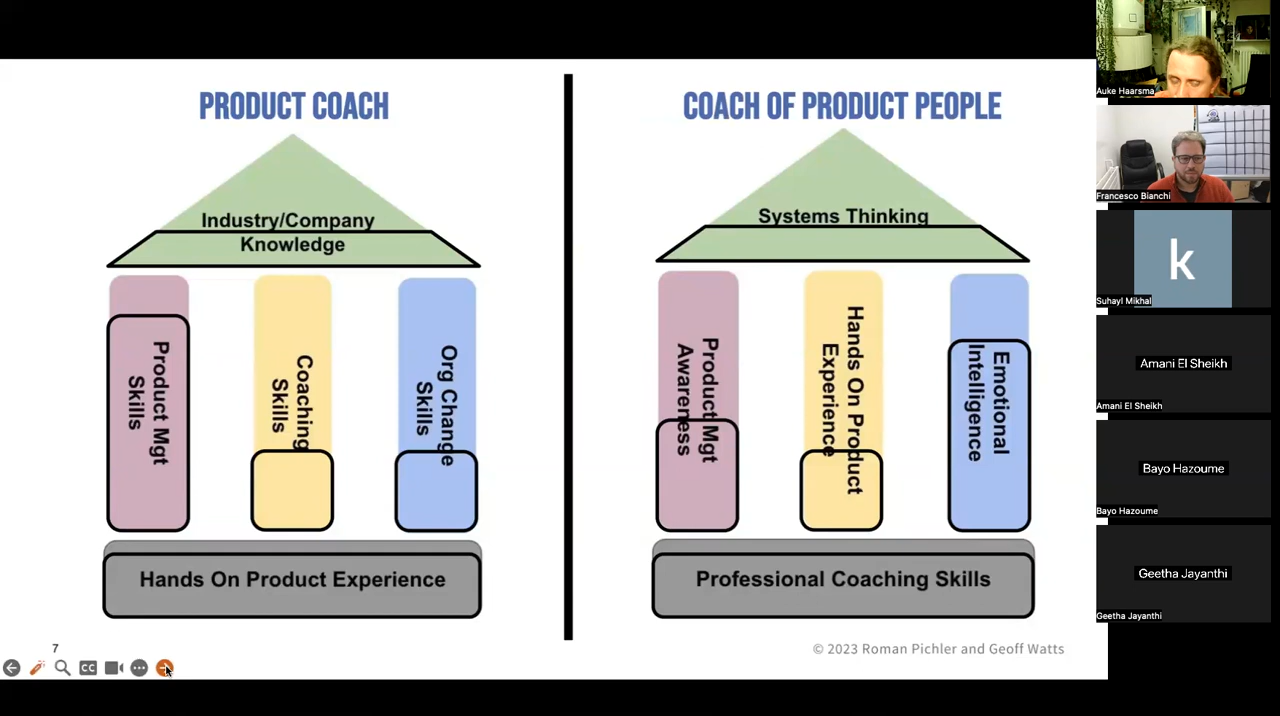 PRODUCT COACH
Industry/Company
Knowledge
Product Mgt
Skills
Coaching
Skills
Org Change
Skills
Hands On Product Experience
COACH OF PRODUCT PEOPLE
Systems Thinking
Product Mgt
Awareness
Hands On Product
Experience
Emotional
Intelligence
Professional Coaching Skills
7
© 2023 Roman Pichler and Geoff Watts
CC
Auke Haarsma
Francesco Bianchi
k
Suhayl Mikhal
Amani El Sheikh
Amani El Sheikh
Bayo Hazoume
Bayo Hazoume
Geetha Jayanthi
Geetha Jayanthi